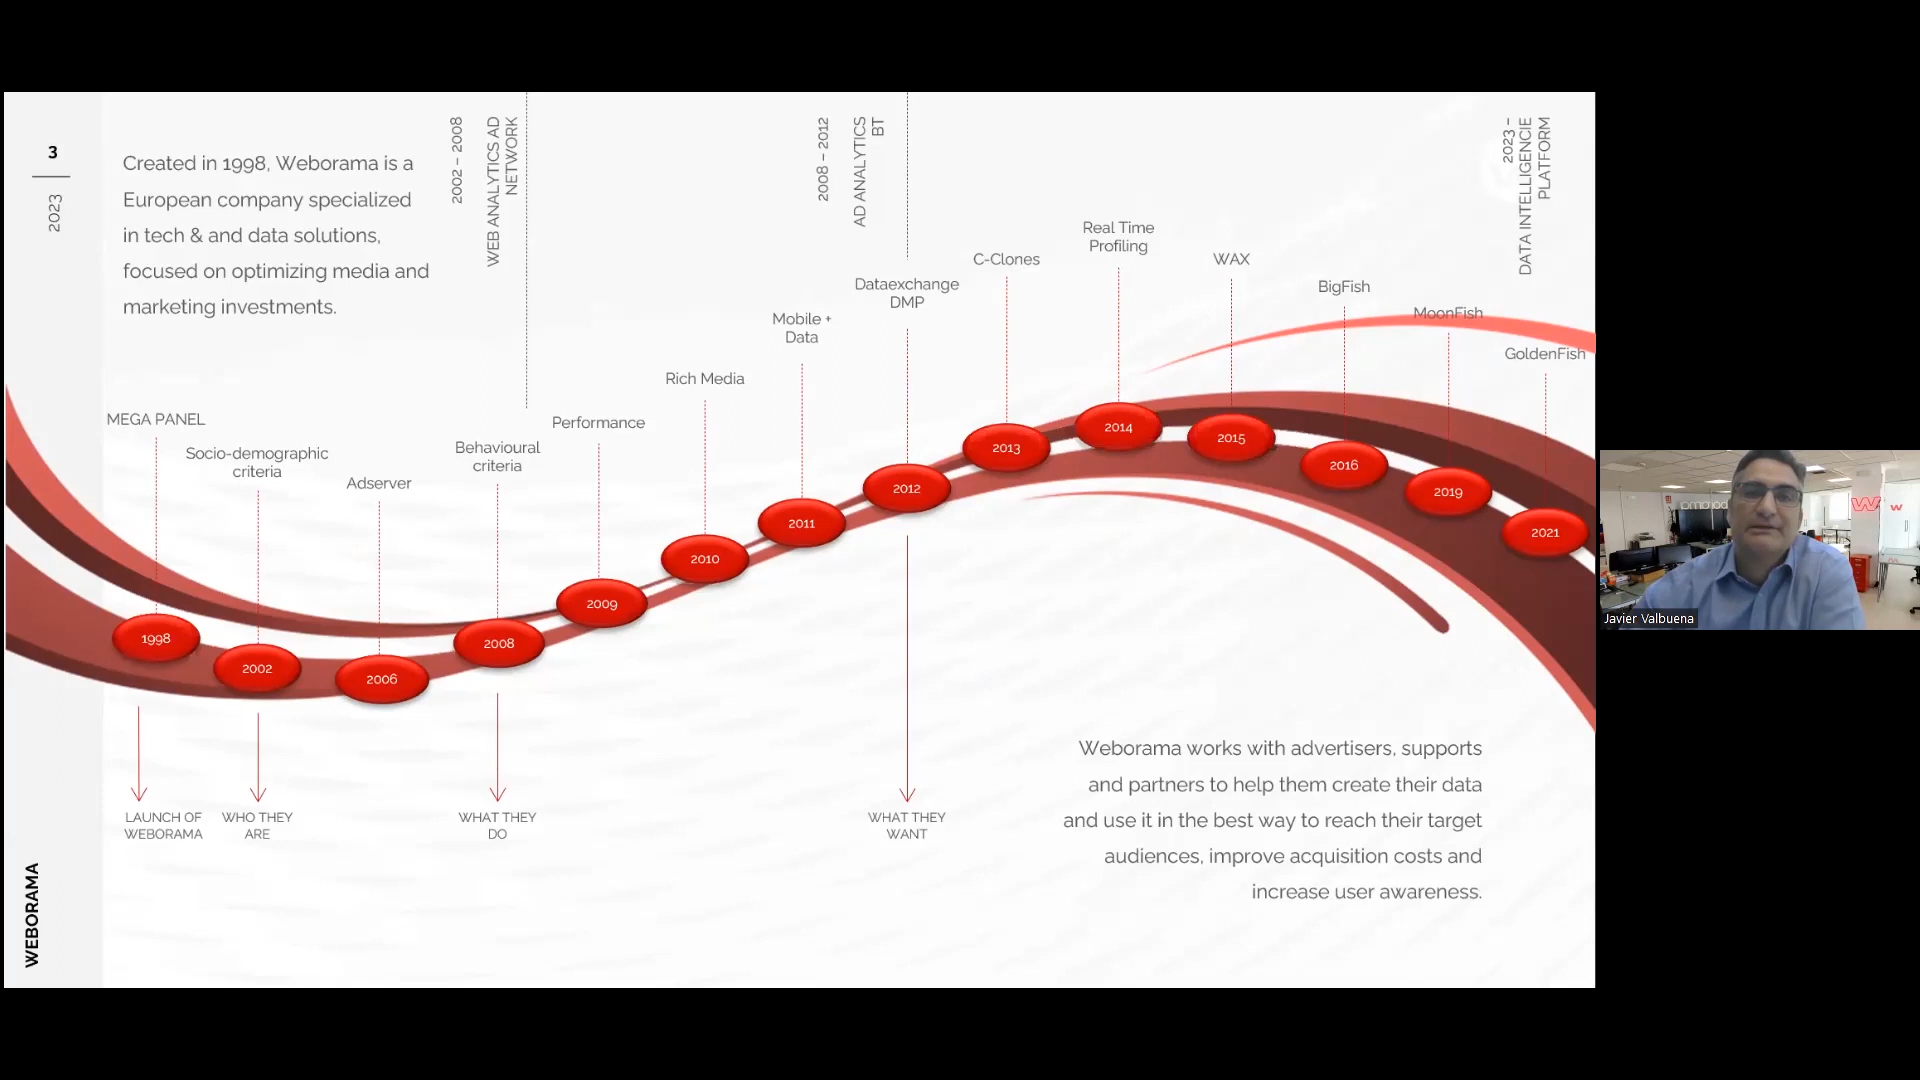 3
2023
WEBORAMA
Created in 1998, Weborama is a
European company specialized
in tech & and data solutions,
focused on optimizing media and
marketing investments.
2002 – 2008
WEB ANALYTICS AD
NETWORK
2008 – 2012
AD ANALYTICS
BT
2023 –
DATA INTELLIGENCIE
PLATFORM
MEGA PANEL
Socio-demographic
criteria
Adserver
Behavioural
criteria
Performance
Rich Media
Mobile +
Data
Dataexchange
DMP
C-Clones
Real Time
Profiling
WAX
BigFish
MoonFish
GoldenFish
1998
2002
2006
2008
2009
2010
2011
2012
2013
2014
2015
2016
2019
2021
LAUNCH OF
WEBORAMA
WHO THEY
ARE
WHAT THEY
DO
WHAT THEY
WANT
Weborama works with advertisers, supports
and partners to help them create their data
and use it in the best way to reach their target
audiences, improve acquisition costs and
increase user awareness.
Javier Valbuena